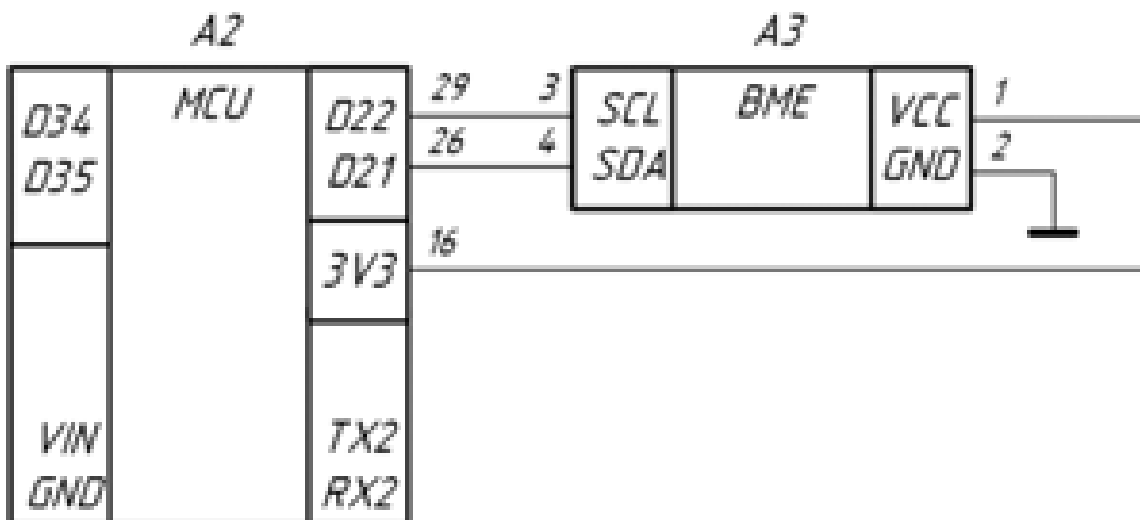 A2 A3
D34 MCU D22 29 3 SCL BME VCC 1
D35 D21 26 4 SDA GND 2
3V3 16
VIN TX2
GND RX2